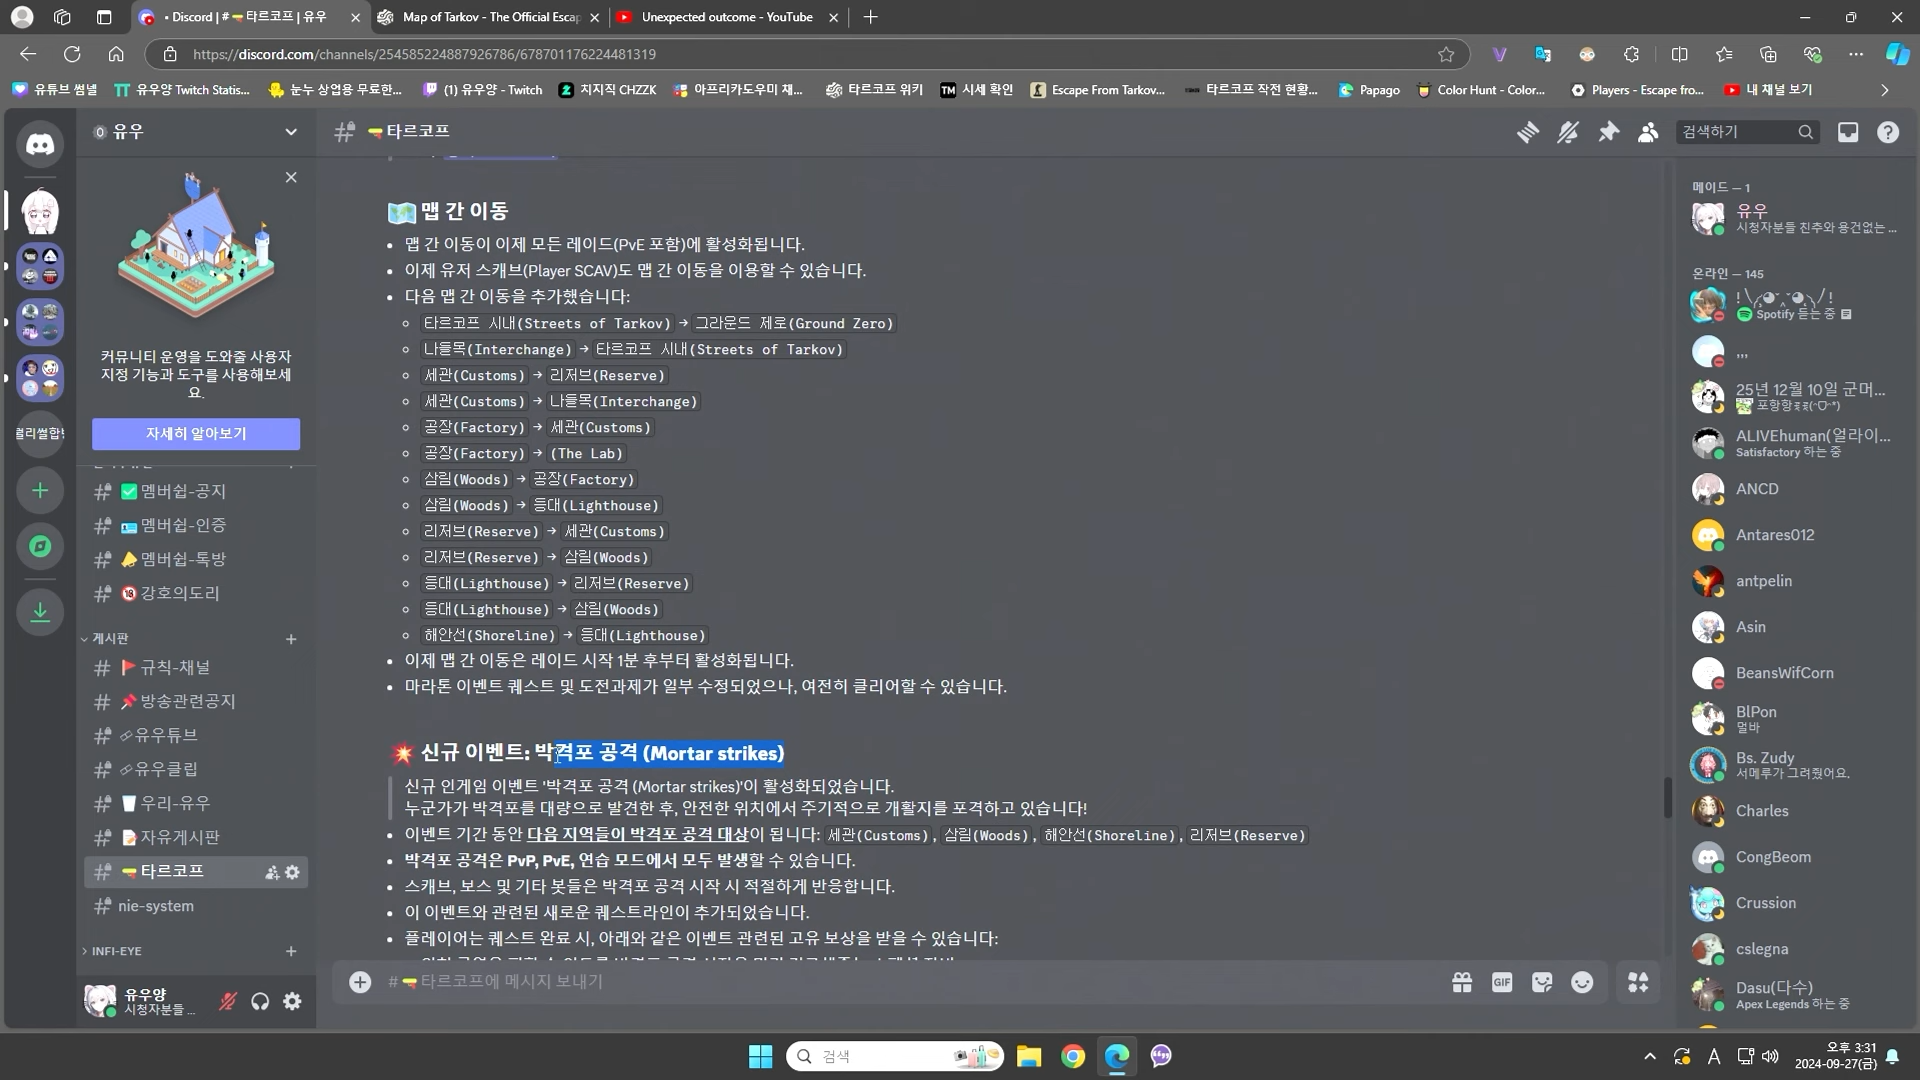 • Discord | # 타르코프 | 유우
Map of Tarkov - The Official Escap
Unexpected outcome - YouTube
https://discord.com/channels/254585224887926786/678701176224481319
유튜브 썸넬
유우양 Twitch Statis...
눈누 상업용 무료한...
(1) 유우양 - Twitch
치지직 CHZZK
아프리카도우미 재...
타르코프 위키
시세 확인
Escape From Tarkov...
타르코프 작전 현황...
Papago
Color Hunt - Color...
Players - Escape fro...
내 채널 보기
유우
커뮤니티 운영을 도와줄 사용자
지정 기능과 도구를 사용해보세
요.
자세히 알아보기
멤버쉽-공지
멤버쉽-인증
멤버쉽-톡방
강호의도리
게시판
규칙-채널
방송관련공지
유우튜브
유우클립
우리-유우
자유게시판
타르코프
nie-system
INFI-EYE
유우양
시청자분들 ...
타르코프
검색하기
맵 간 이동
• 맵 간 이동이 이제 모든 레이드(PvE 포함)에 활성화됩니다.
• 이제 유저 스캐브(Player SCAV)도 맵 간 이동을 이용할 수 있습니다.
• 다음 맵 간 이동을 추가했습니다:
타르코프 시내(Streets of Tarkov) → 그라운드 제로(Ground Zero)
나들목(Interchange) → 타르코프 시내(Streets of Tarkov)
세관(Customs) → 리저브(Reserve)
세관(Customs) → 나들목(Interchange)
공장(Factory) → 세관(Customs)
공장(Factory) → (The Lab)
삼림(Woods) → 공장(Factory)
삼림(Woods) → 등대(Lighthouse)
리저브(Reserve) → 세관(Customs)
리저브(Reserve) → 삼림(Woods)
등대(Lighthouse) → 리저브(Reserve)
등대(Lighthouse) → 삼림(Woods)
해안선(Shoreline) → 등대(Lighthouse)
• 이제 맵 간 이동은 레이드 시작 1분 후부터 활성화됩니다.
• 마라톤 이벤트 퀘스트 및 도전과제가 일부 수정되었으나, 여전히 클리어할 수 있습니다.
신규 이벤트: 박격포 공격 (Mortar strikes)
신규 인게임 이벤트 '박격포 공격 (Mortar strikes)'이 활성화되었습니다.
누군가가 박격포를 대량으로 발견한 후, 안전한 위치에서 주기적으로 개활지를 포격하고 있습니다!
• 이벤트 기간 동안 다음 지역들이 박격포 공격 대상이 됩니다: 세관(Customs), 삼림(Woods), 해안선(Shoreline), 리저브(Reserve)
• 박격포 공격은 PvP, PvE, 연습 모드에서 모두 발생할 수 있습니다.
• 스캐브, 보스 및 기타 봇들은 박격포 공격 시작 시 적절하게 반응합니다.
• 이 이벤트와 관련된 새로운 퀘스트라인이 추가되었습니다.
• 플레이어는 퀘스트 완료 시, 아래와 같은 이벤트 관련된 고유 보상을 받을 수 있습니다:
# 타르코프에 메시지 보내기
GIF
메이드 — 1
유우
시청자분들 친추와 용건없는 ...
온라인 — 145
Spotify 듣는 중
,,,
25년 12월 10일 군머...
ALIVEhuman(얼라이...
Satisfactory 하는 중
ANCD
Antares012
antpelin
Asin
BeansWifCorn
BlPon
멀바
Bs. Zudy
서메루가 그려줬어요.
Charles
CongBeom
Crussion
cslegna
Dasu(다수)
Apex Legends 하는 중
검색
A
오후 3:31
2024-09-27(금)